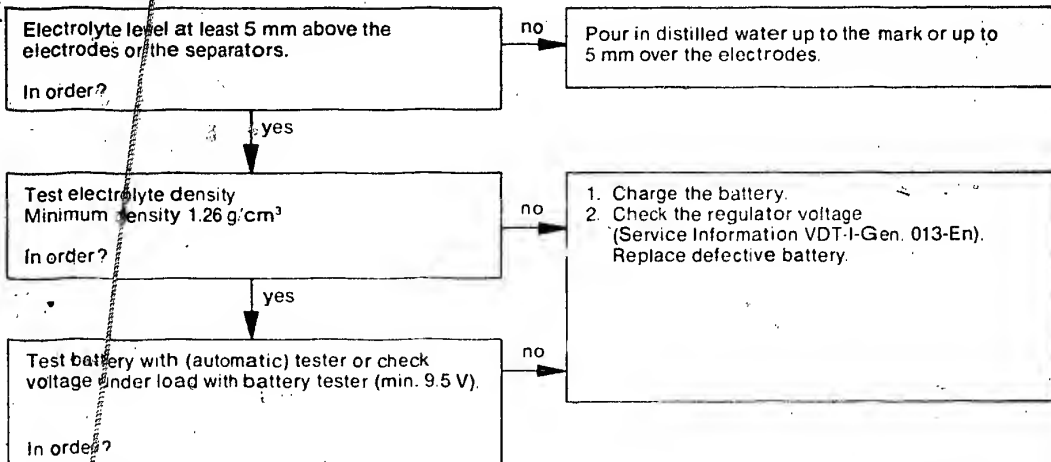 Electrolyte level at least 5 mm above the
electrodes or the separators.
In order?
no
Pour in distilled water up to the mark or up to
5 mm over the electrodes.
yes
Test electrolyte density
Minimum density 1.26 g/cm³
In order?
no
1. Charge the battery.
2. Check the regulator voltage
(Service Information VDT-I-Gen. 013-En).
Replace defective battery.
yes
Test battery with (automatic) tester or check
voltage under load with battery tester (min. 9.5 V).
In order?
no